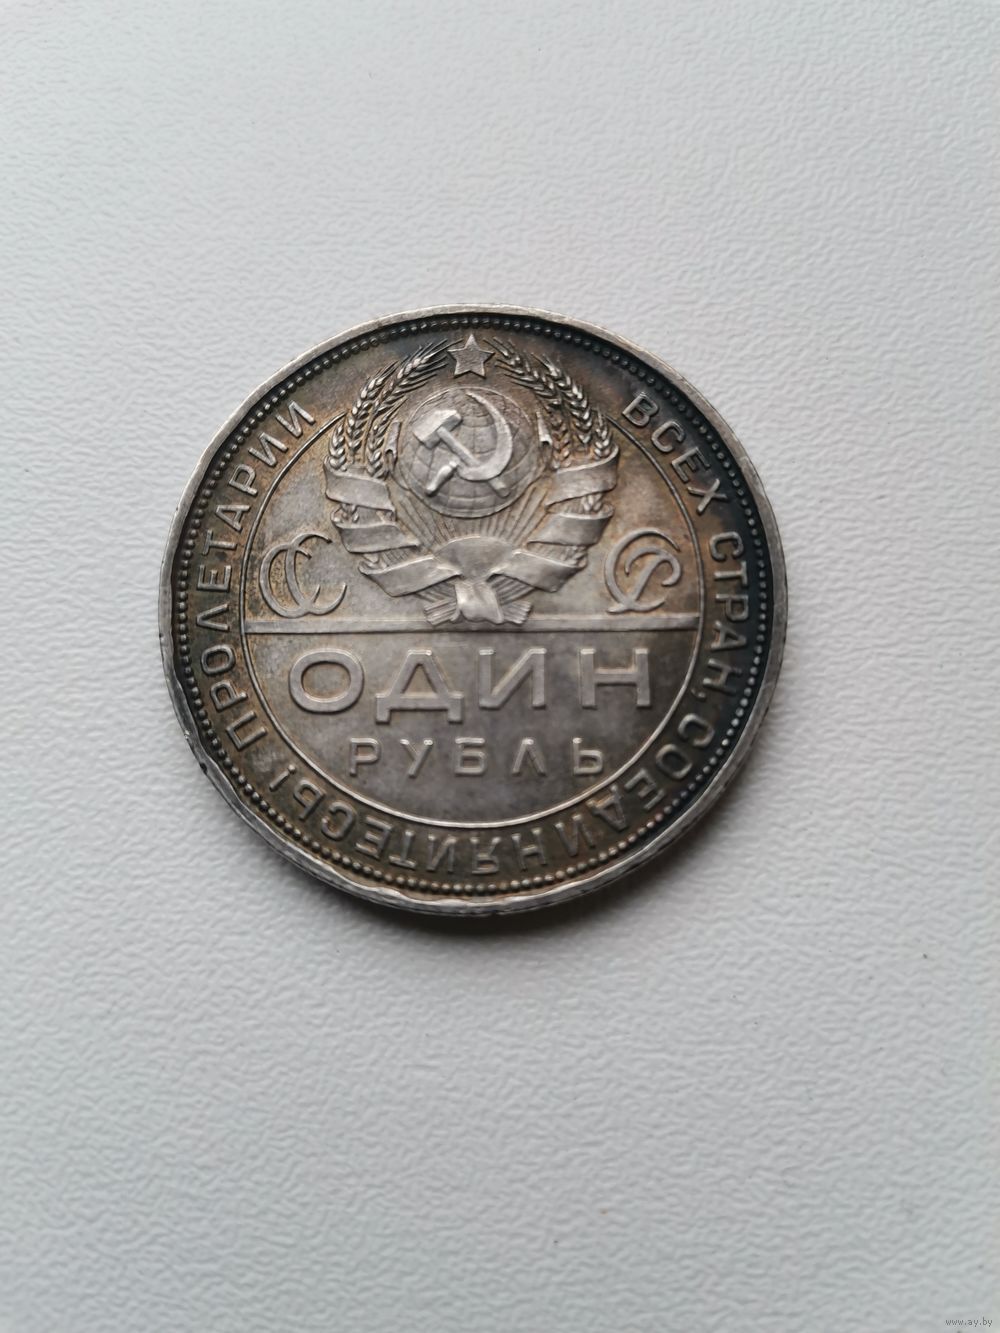 ПРОЛЕТАРИИ ВСЕХ СТРАН, СОЕДИНЯЙТЕСЬ!
СС СР
ОДИН
РУБЛЬ
www.ay.by